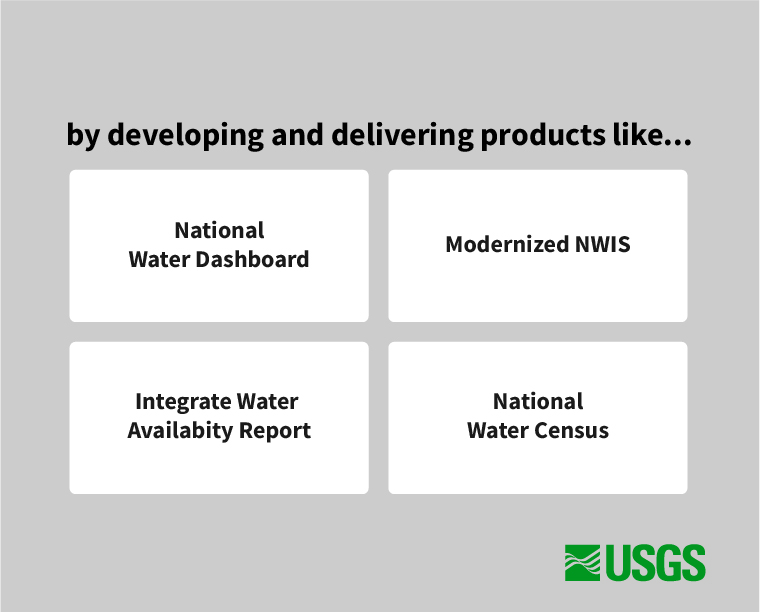 by developing and delivering products like...
National
Water Dashboard
Modernized NWIS
Integrate Water
Availabity Report
National
Water Census
USGS